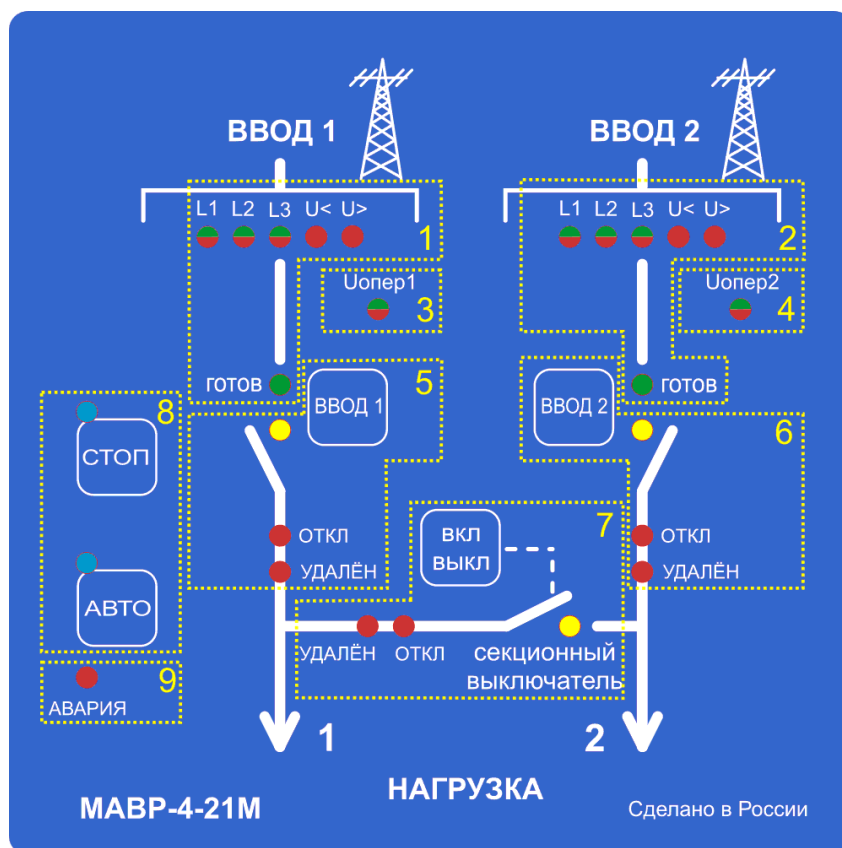 ВВОД 1
ВВОД 2
L1 L2 L3 U< U>
1
L1 L2 L3 U< U>
2
Uопер1
3
Uопер2
4
готов
ВВОД 1
5
ВВОД 2
готов
6
8
СТОП
ОТКЛ
УДАЛЁН
ВКЛ
ВЫКЛ
7
ОТКЛ
УДАЛЁН
АВТО
УДАЛЁН ОТКЛ
секционный
выключатель
9
АВАРИЯ
1
2
НАГРУЗКА
МАВР-4-21М
Сделано в России